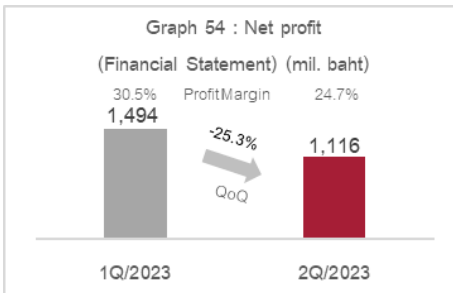 Graph 54 : Net profit
(Financial Statement) (mil. baht)
30.5% ProfitMargin 24.7%
1,494
-25.3%
1,116
QoQ
1Q/2023 2Q/2023